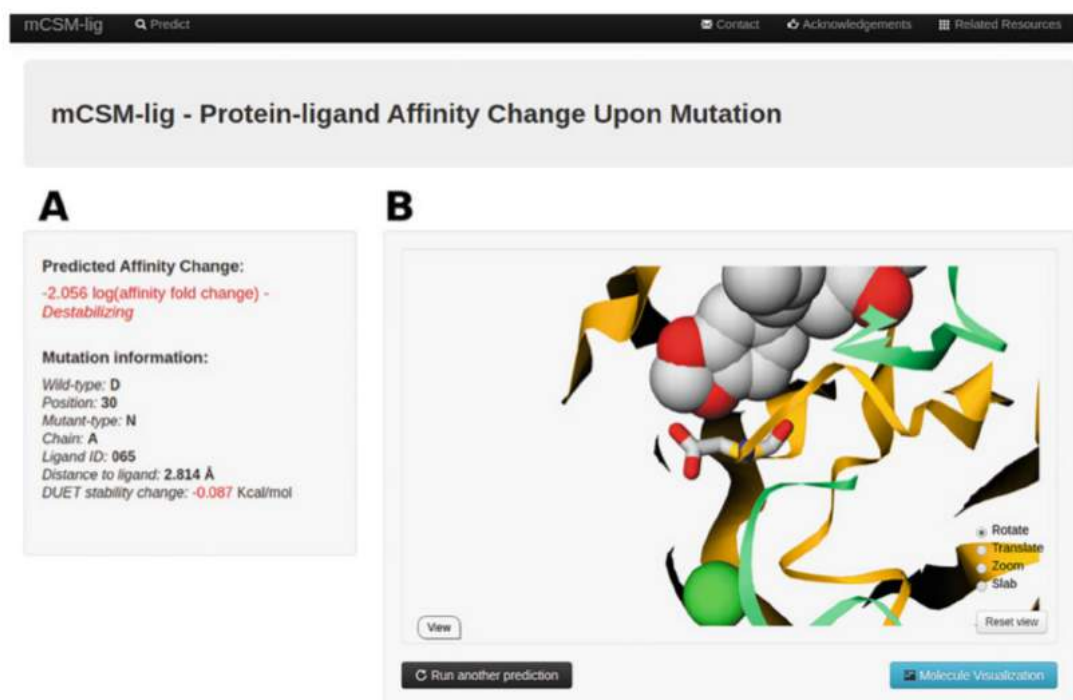 mCSM-lig Predict Contact Acknowledgements Related Resources
mCSM-lig - Protein-ligand Affinity Change Upon Mutation
A
Predicted Affinity Change:
-2.056 log(affinity fold change) -
Destabilizing
Mutation information:
Wild-type: D
Position: 30
Mutant-type: N
Chain: A
Ligand ID: 065
Distance to ligand: 2.814 Å
DUET stability change: -0.087 Kcal/mol
B
Rotate
Translate
Zoom
Slab
View
Reset view
Run another prediction
Molecule Visualization